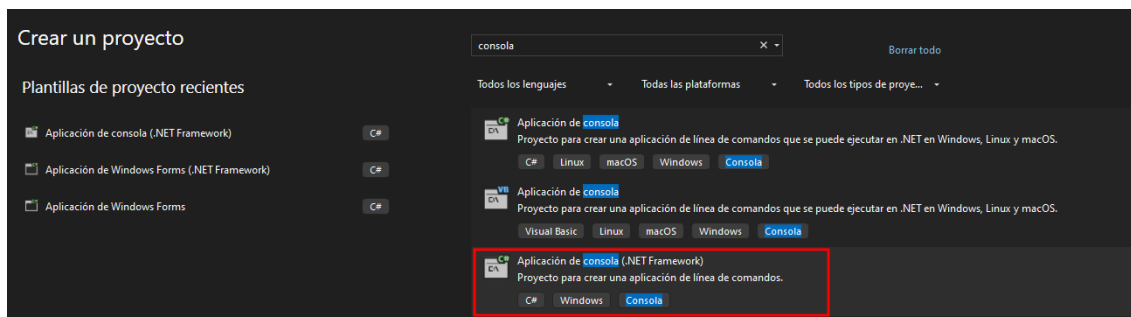 Crear un proyecto
Plantillas de proyecto recientes
Aplicación de consola (.NET Framework) C#
Aplicación de Windows Forms (.NET Framework) C#
Aplicación de Windows Forms C#
consola
Borrar todo
Todos los lenguajes Todas las plataformas Todos los tipos de proye...
C# Aplicación de consola
Proyecto para crear una aplicación de línea de comandos que se puede ejecutar en .NET en Windows, Linux y macOS.
C# Linux macOS Windows Consola
VB Aplicación de consola
Proyecto para crear una aplicación de línea de comandos que se puede ejecutar en .NET en Windows, Linux y macOS.
Visual Basic Linux macOS Windows Consola
C# Aplicación de consola (.NET Framework)
Proyecto para crear una aplicación de línea de comandos.
C# Windows Consola